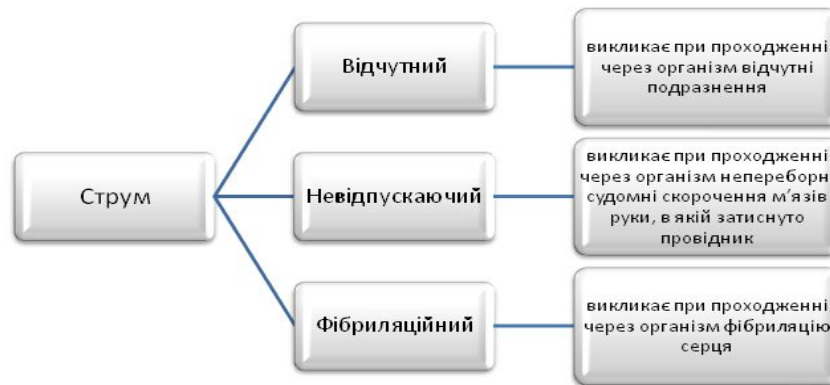 Струм
Відчутний
викликає при проходженні
через організм відчутні
подразнення
Невідпускаючий
викликає при проходженні
через організм непереборн
судомні скорочення м’язів
руки, в якій затиснуто
провідник
Фібриляційний
викликає при проходженні
через організм фібриляцію
серця